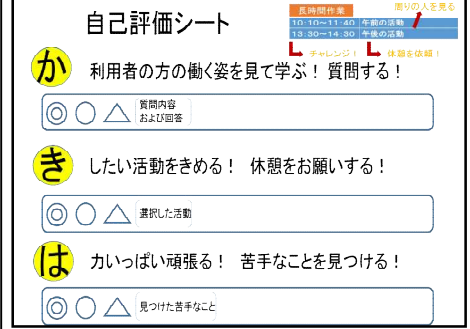 自己評価シート
長時間作業
周りの人を見る
10:10～11:40 午前の活動
13:30～14:30 午後の活動
チャレンジ！ 休憩を依頼！
か 利用者の方の働く姿を見て学ぶ！ 質問する！
◎ ○ △ 質問内容
および回答
き したい活動をきめる！ 休憩をお願いする！
◎ ○ △ 選択した活動
は 力いっぱい頑張る！ 苦手なことを見つける！
◎ ○ △ 見つけた苦手なこと